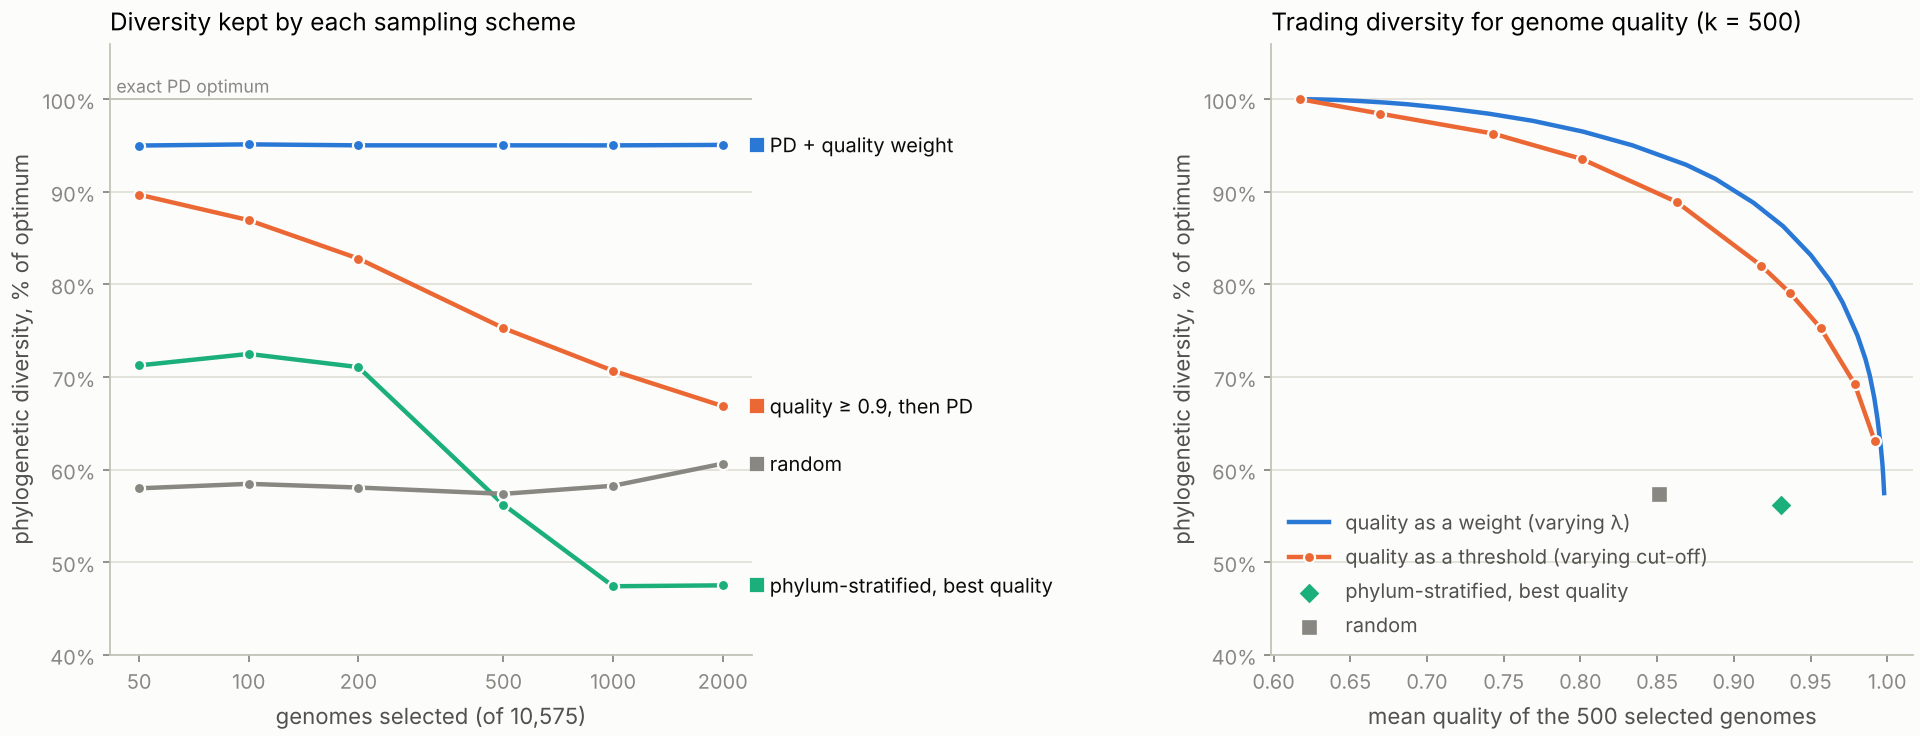 Diversity kept by each sampling scheme
exact PD optimum
100%
90%
80%
70%
60%
50%
40%
phylogenetic diversity, % of optimum
50 100 200 500 1000 2000
genomes selected (of 10,575)
PD + quality weight
quality ≥ 0.9, then PD
random
phylum-stratified, best quality
Trading diversity for genome quality (k = 500)
100%
90%
80%
70%
60%
50%
40%
phylogenetic diversity, % of optimum
quality as a weight (varying λ)
quality as a threshold (varying cut-off)
phylum-stratified, best quality
random
0.60 0.65 0.70 0.75 0.80 0.85 0.90 0.95 1.00
mean quality of the 500 selected genomes